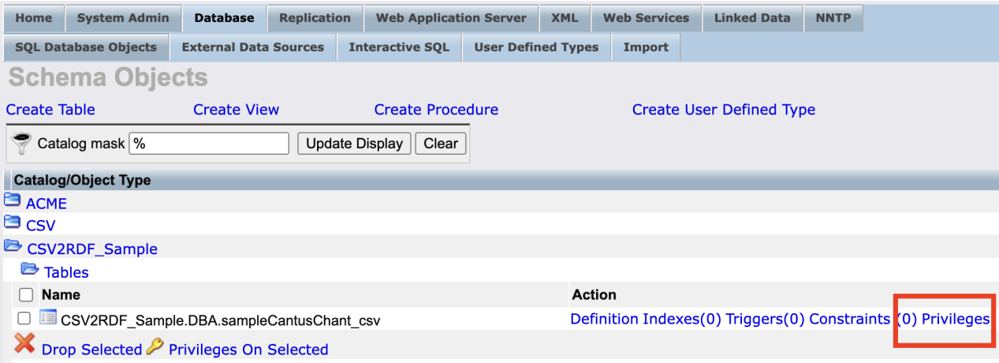 Home System Admin Database Replication Web Application Server XML Web Services Linked Data NNTP
SQL Database Objects External Data Sources Interactive SQL User Defined Types Import
Schema Objects
Create Table Create View Create Procedure Create User Defined Type
Catalog mask % Update Display Clear
Catalog/Object Type
ACME
CSV
CSV2RDF_Sample
Tables
Name Action
CSV2RDF_Sample.DBA.sampleCantusChant_csv Definition Indexes(0) Triggers(0) Constraints (0) Privileges
Drop Selected Privileges On Selected